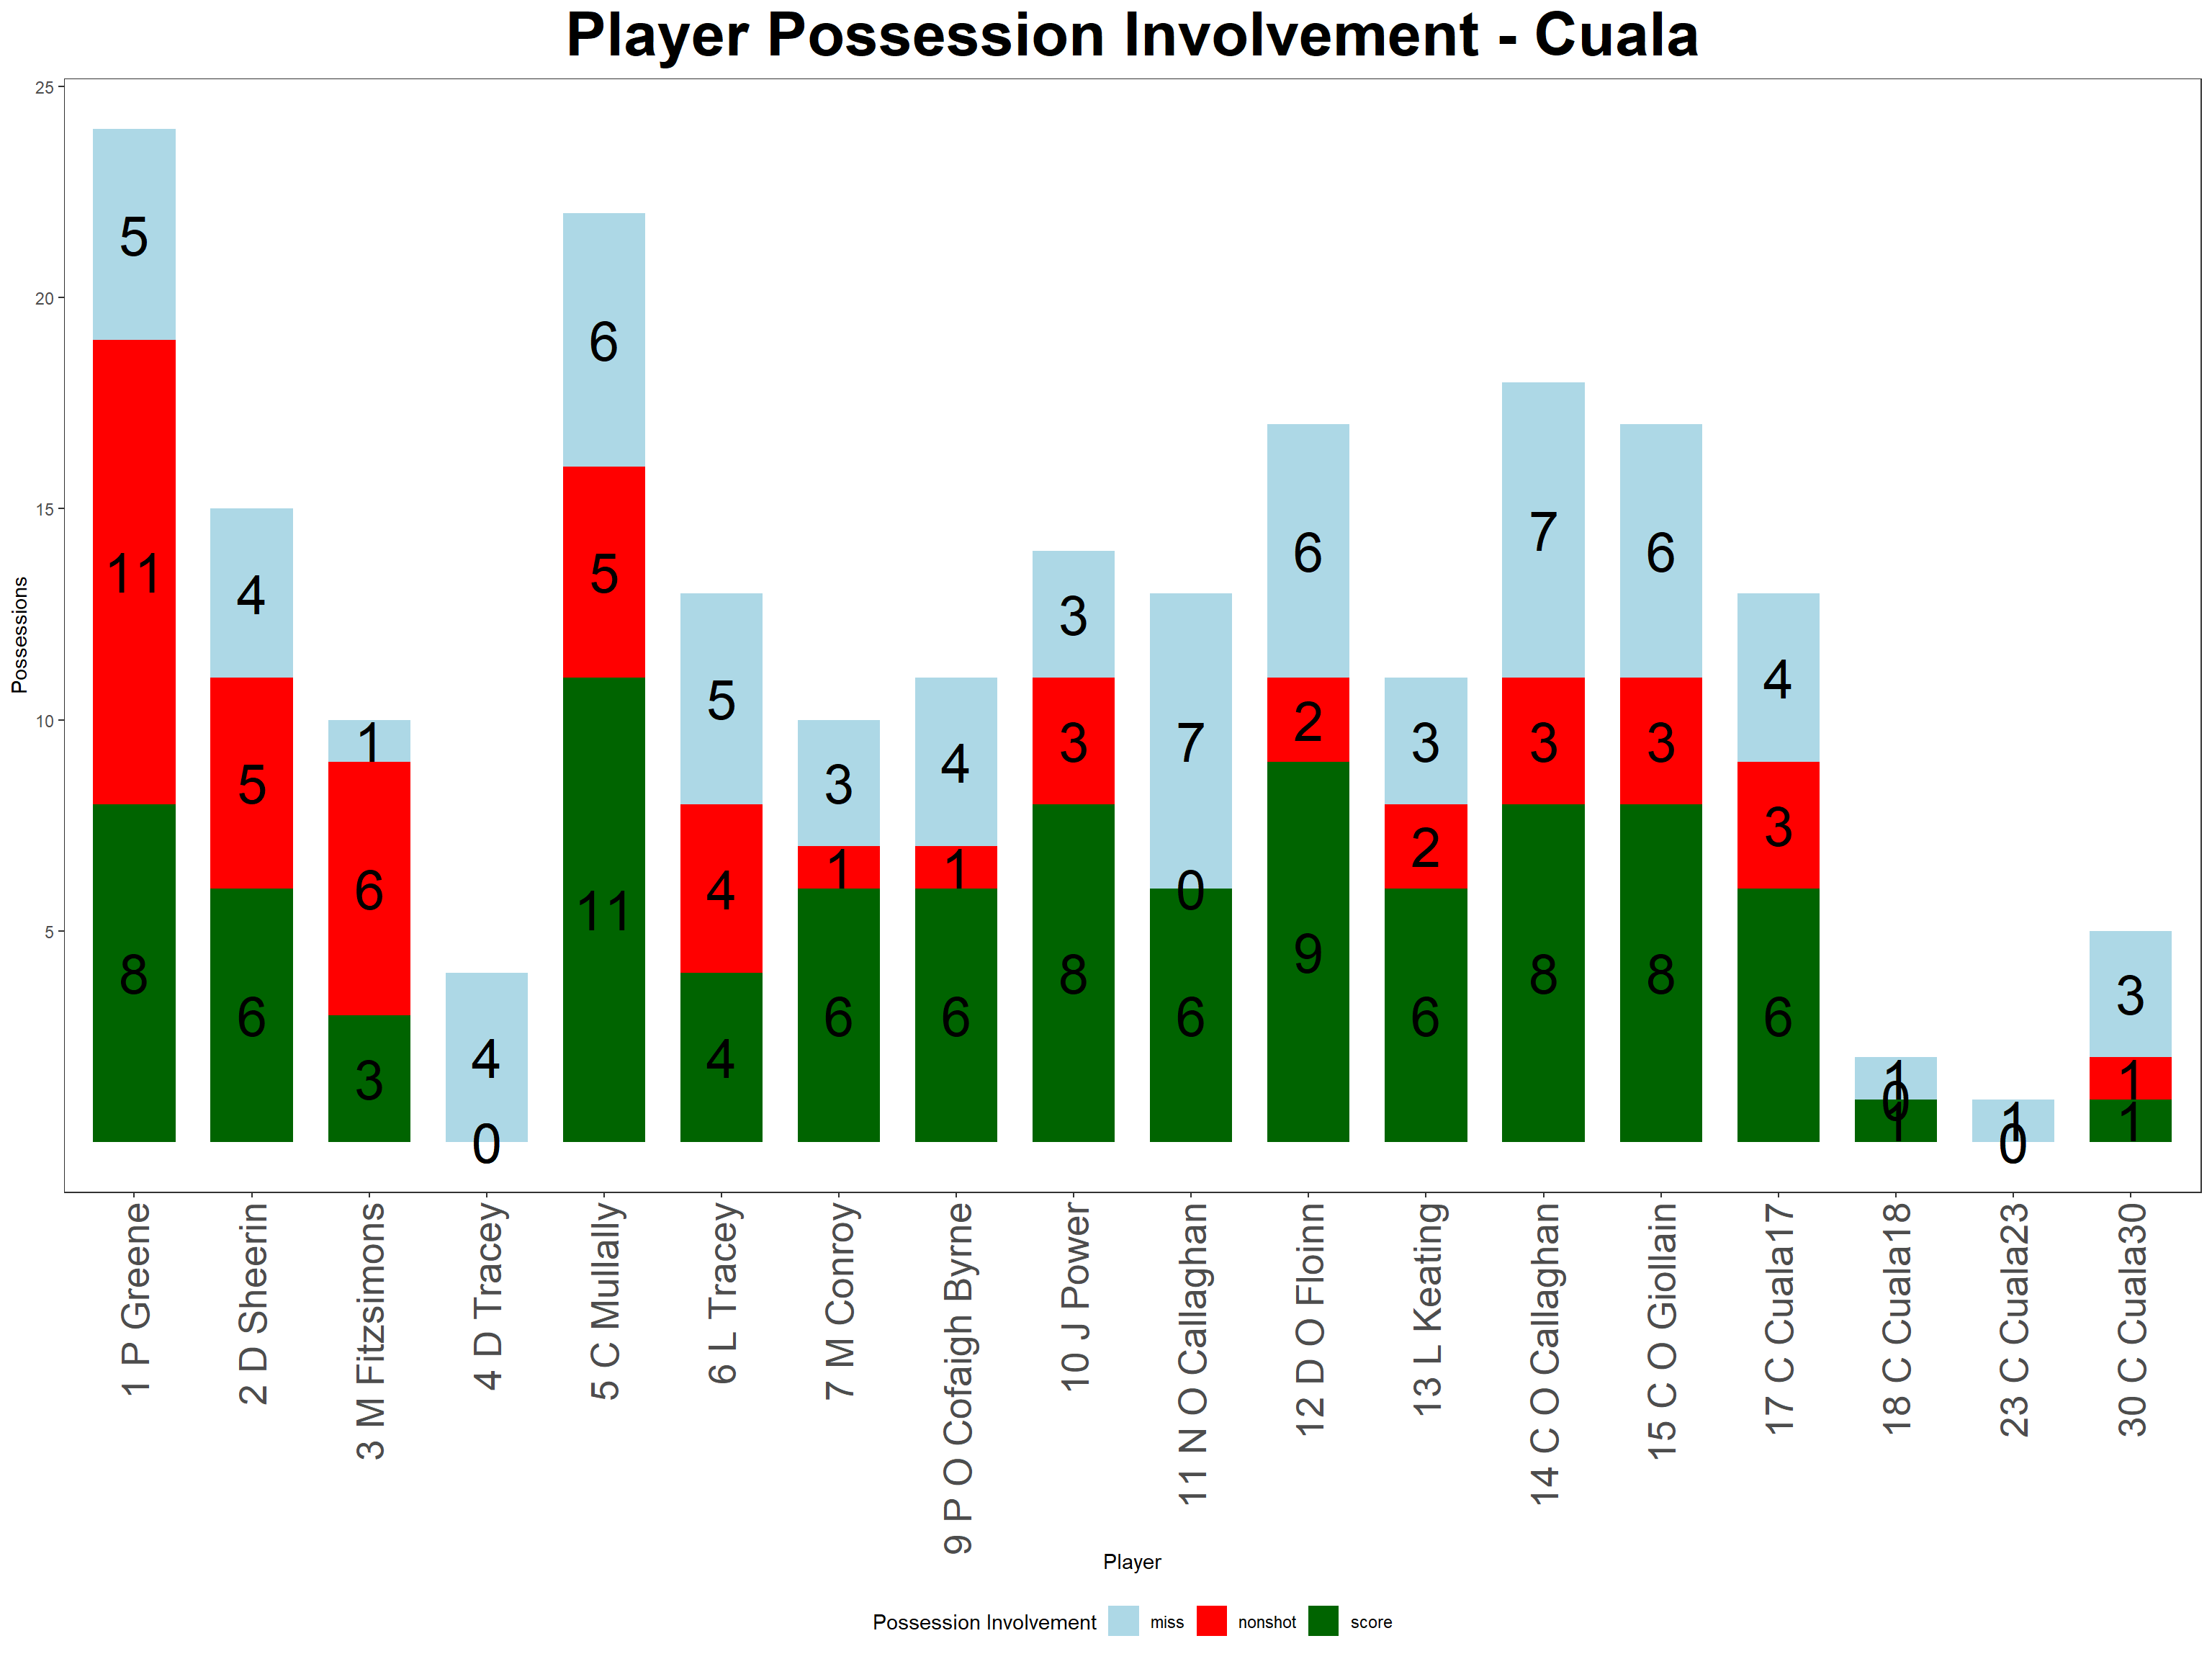 Player Possession Involvement - Cuala
25
20
15
10
5
Possessions
5
11
8
4
5
6
1
6
3
4
0
6
5
11
5
4
4
3
1
6
4
1
6
3
3
8
7
0
6
6
2
9
3
2
6
7
3
8
6
3
8
4
3
6
1
0
1
1
0
3
1
1
1 P Greene
2 D Sheerin
3 M Fitzsimons
4 D Tracey
5 C Mullally
6 L Tracey
7 M Conroy
9 P O Cofaigh Byrne
10 J Power
11 N O Callaghan
12 D O Floinn
13 L Keating
14 C O Callaghan
15 C O Giollain
17 C Cuala17
18 C Cuala18
23 C Cuala23
30 C Cuala30
Player
Possession Involvement miss nonshot score